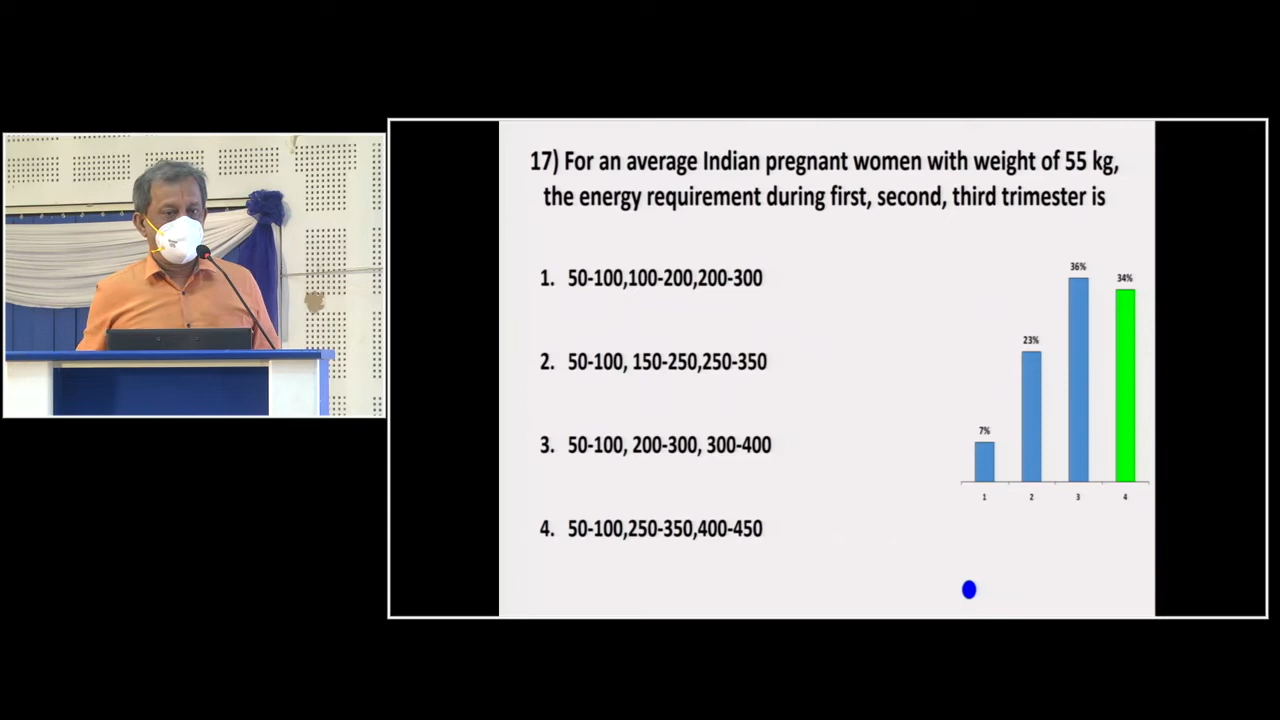 17) For an average Indian pregnant women with weight of 55 kg,
the energy requirement during first, second, third trimester is
1. 50-100,100-200,200-300
2. 50-100, 150-250,250-350
3. 50-100, 200-300, 300-400
4. 50-100,250-350,400-450
7%
23%
36%
34%
1
2
3
4